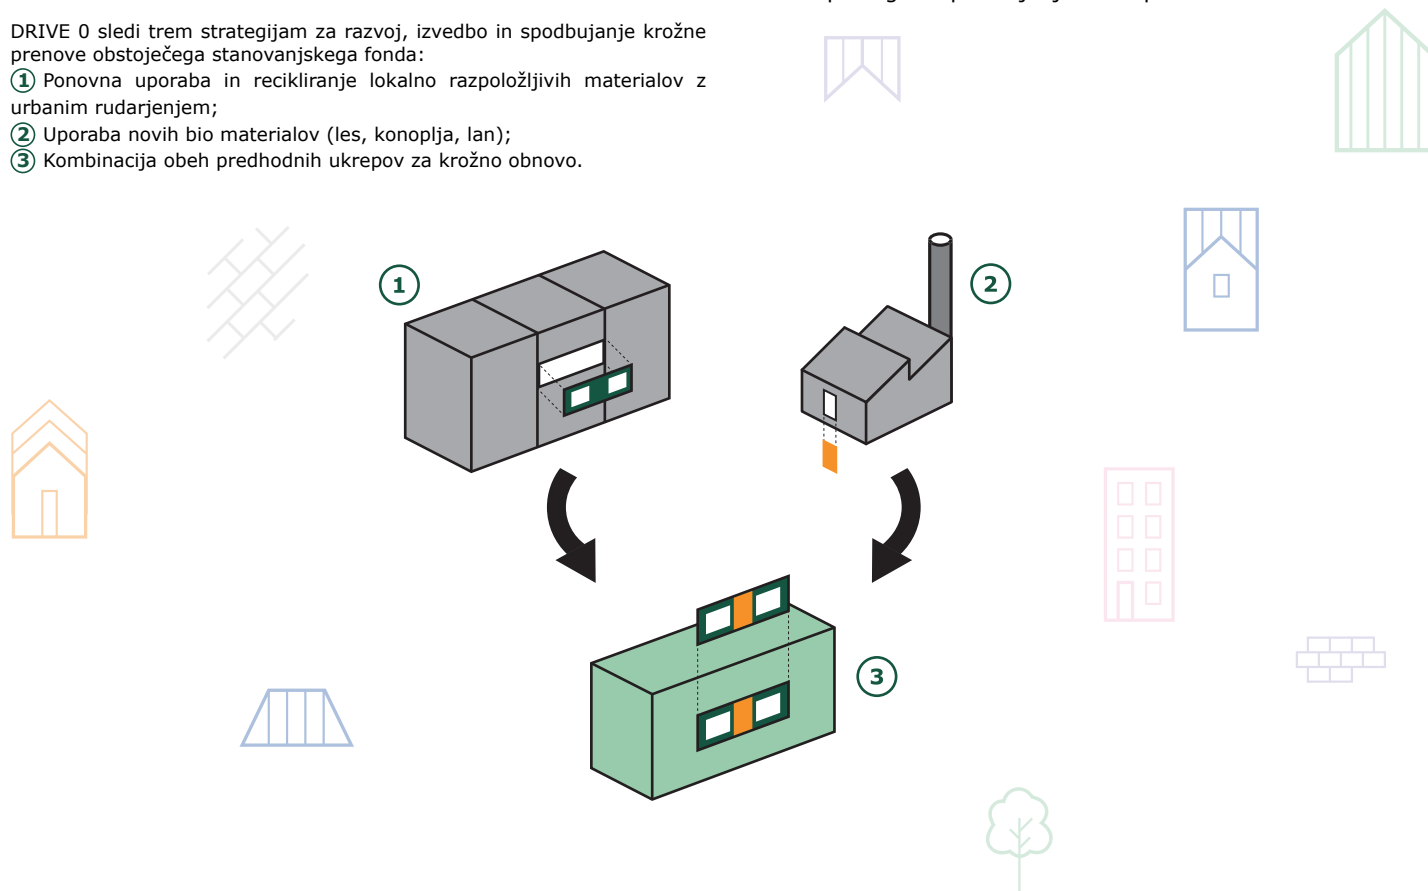 DRIVE 0 sledi trem strategijam za razvoj, izvedbo in spodbujanje krožne
prenove obstoječega stanovanjskega fonda:
1 Ponovna uporaba in recikliranje lokalno razpoložljivih materialov z
urbanim rudarjenjem;
2 Uporaba novih bio materialov (les, konoplja, lan);
3 Kombinacija obeh predhodnih ukrepov za krožno obnovo.
1
2
3